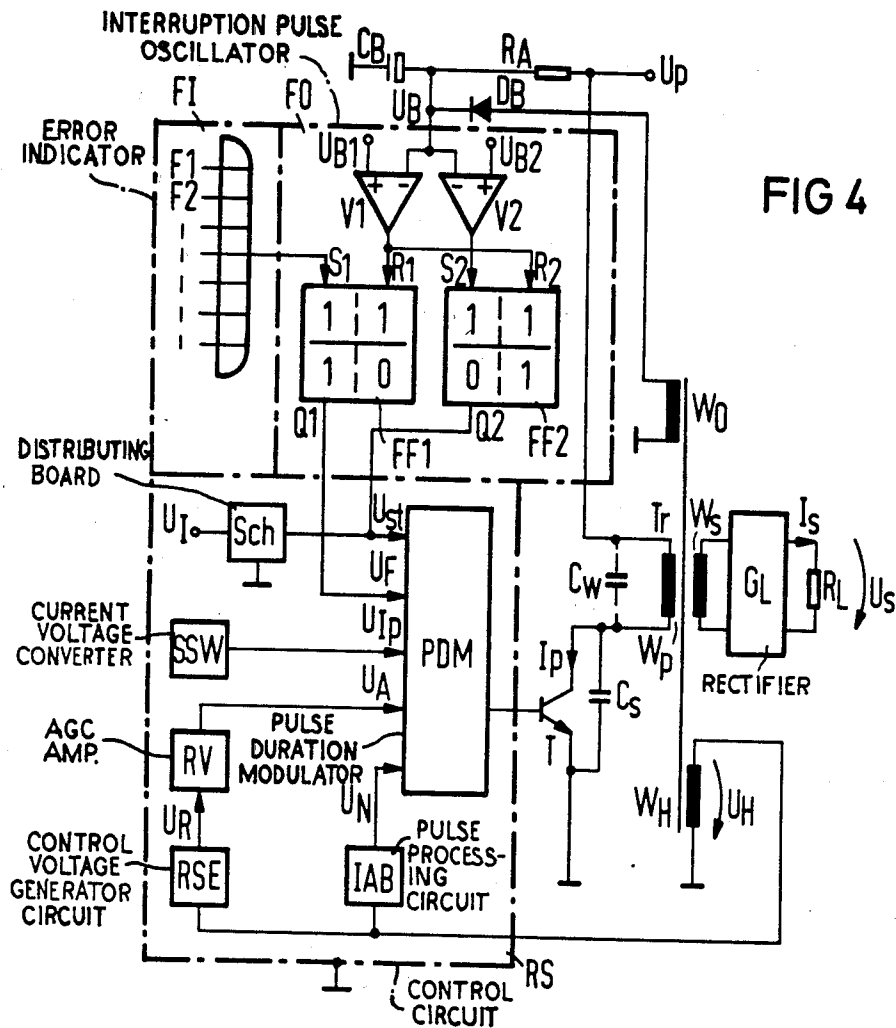 INTERRUPTION PULSE
OSCILLATOR
CB
RA
Up
FI
FO
UB
DB
ERROR
INDICATOR
UB1
UB2
F1
F2
V1
V2
FIG 4
S1
R1
S2
R2
1 1
1 0
1 1
0 1
Q1
FF1
Q2
FF2
WO
DISTRIBUTING
BOARD
UI
Sch
Ust
UF
Tr
Ws
Is
CW
GL
RL
Us
CURRENT
VOLTAGE
CONVERTER
SSW
UIp
PDM
Ip
Wp
RECTIFIER
UA
Cs
AGC
AMP.
RV
PULSE
DURATION
MODULATOR
T
UN
WH
UH
UR
CONTROL
VOLTAGE
GENERATOR
CIRCUIT
RSE
IAB
PULSE
PROCESS-
ING
CIRCUIT
RS
CONTROL
CIRCUIT